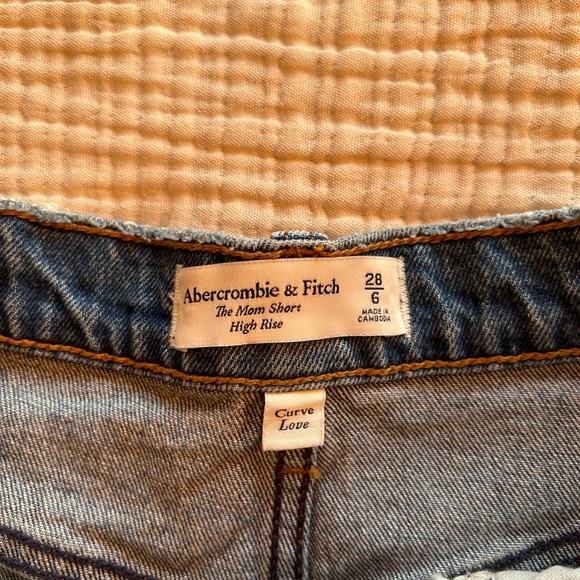 Abercrombie & Fitch
The Mom Short
High Rise
28
6
MADE IN
CAMBODIA
Curve
Love